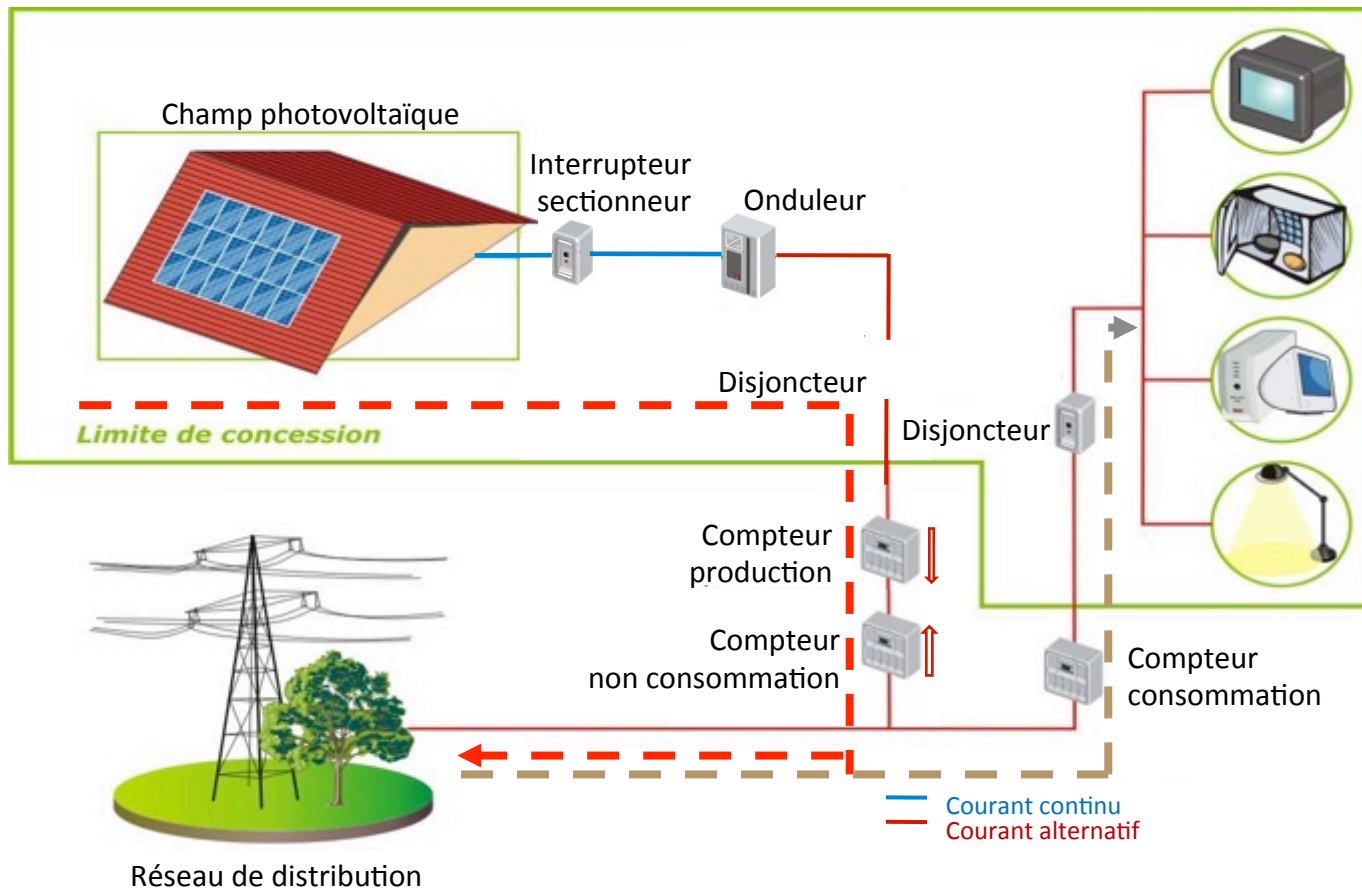 Champ photovoltaïque
Interrupteur
sectionneur
Onduleur
Disjoncteur
Limite de concession
Disjoncteur
Compteur
production
Compteur
non consommation
Compteur
consommation
Courant continu
Courant alternatif
Réseau de distribution